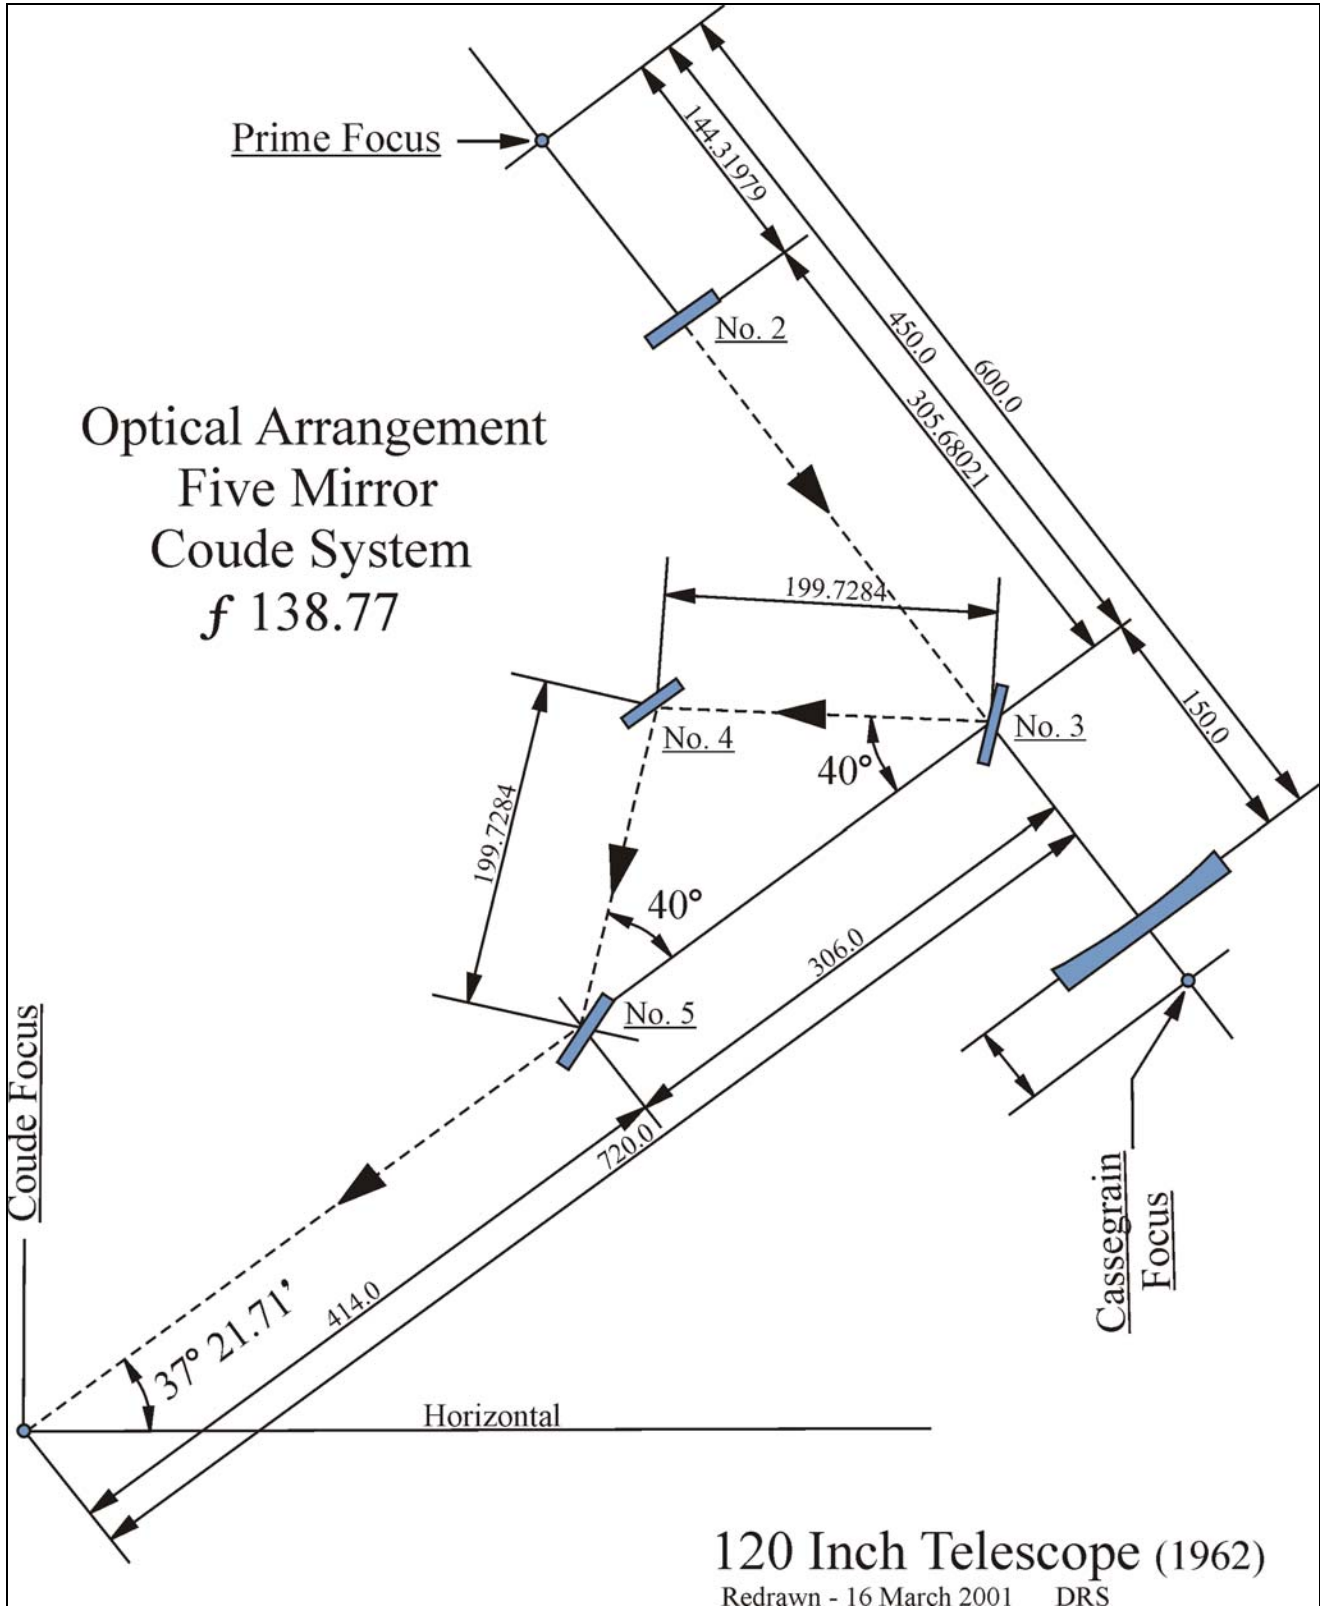 Prime Focus
144.31979
No. 2
450.0
600.0
305.68021
Optical Arrangement
Five Mirror
Coude System
ƒ 138.77
199.7284
No. 4
No. 3
150.0
40°
199.7284
40°
306.0
No. 5
Coude Focus
720.0
Cassegrain
Focus
414.0
37° 21.71’
Horizontal
120 Inch Telescope (1962)
Redrawn - 16 March 2001 DRS